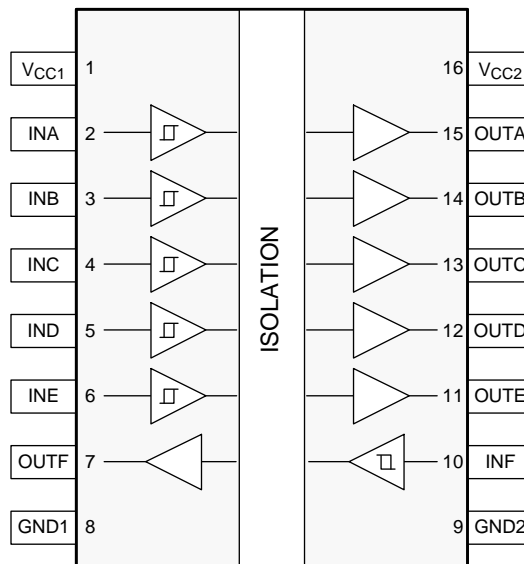 VCC1 1 16 VCC2
INA 2 15 OUTA
INB 3 14 OUTB
INC 4 13 OUTC
IND 5 12 OUTD
INE 6 11 OUTE
OUTF 7 10 INF
GND1 8 9 GND2
ISOLATION